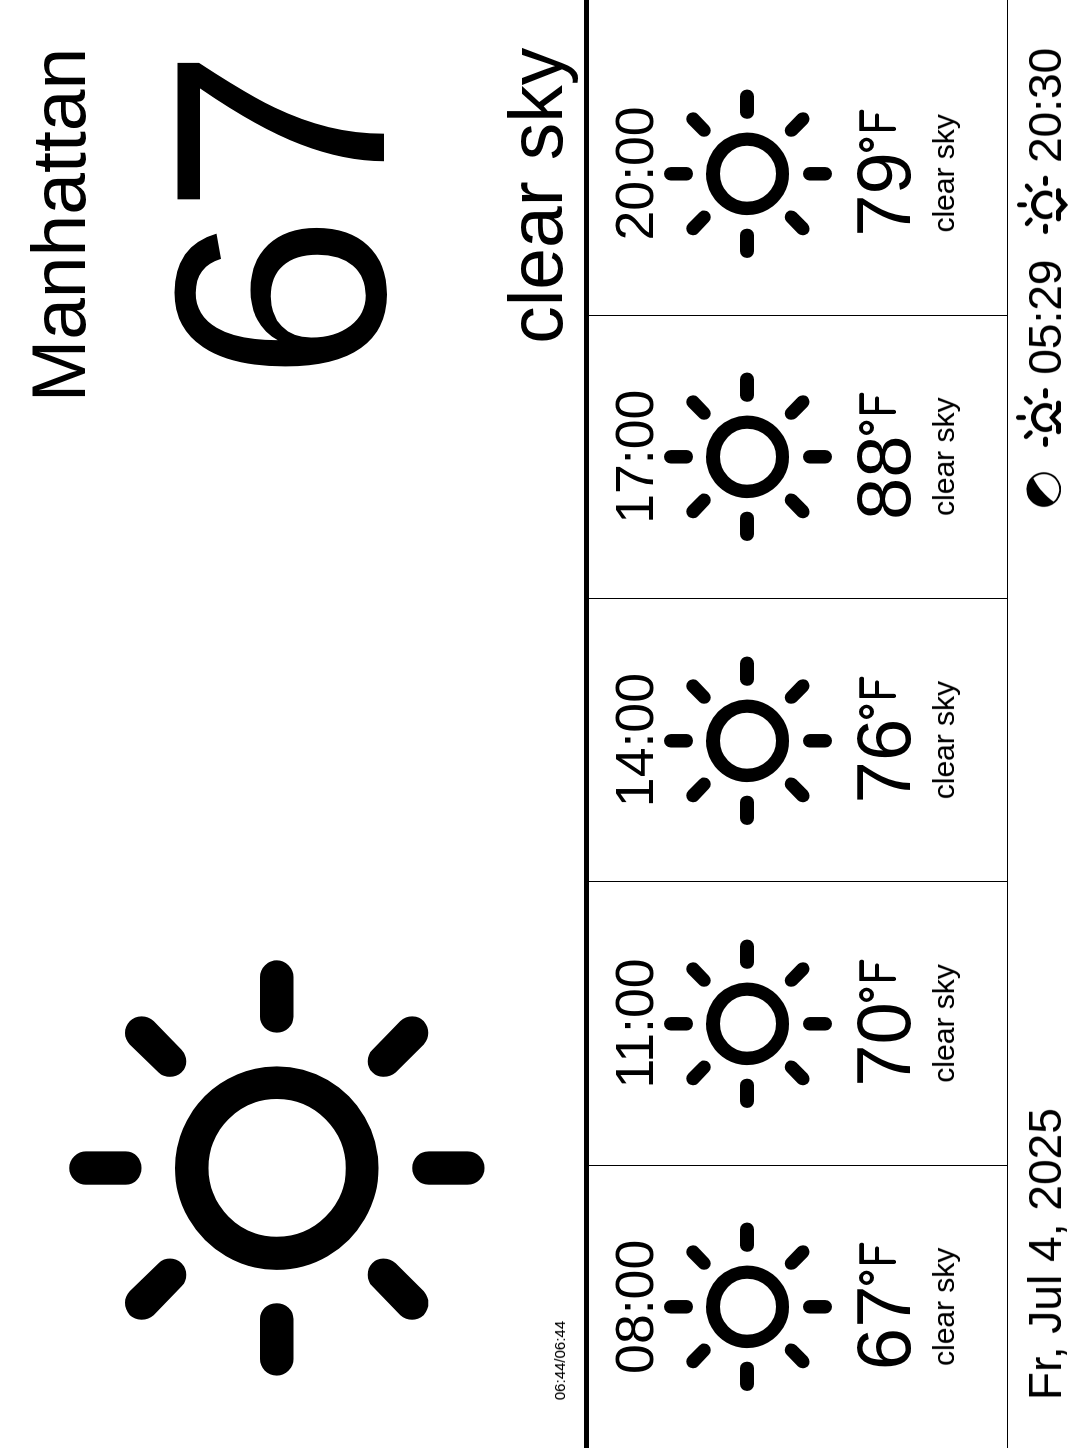 Manhattan
67
clear sky
06:44/06:44
08:00 11:00 14:00 17:00 20:00
67°F 70°F 76°F 88°F 79°F
clear sky clear sky clear sky clear sky clear sky
Fr, Jul 4, 2025 05:29 20:30